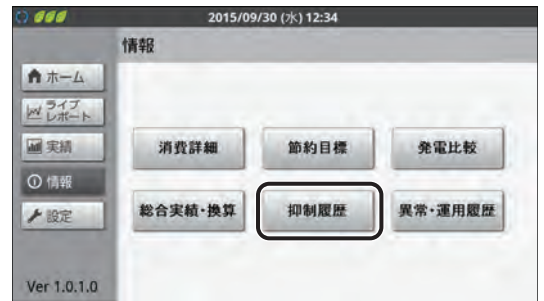 2015/09/30 (水) 12:34
情報
ホーム
ライブ
レポート
実績
情報
設定
消費詳細
節約目標
発電比較
総合実績・換算
抑制履歴
異常・運用履歴
Ver 1.0.1.0